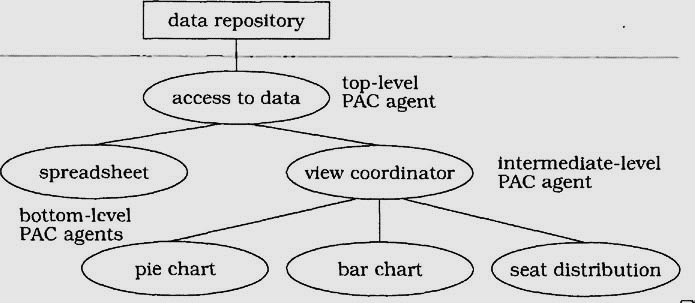 data repository
top-level
PAC agent
access to data
spreadsheet
view coordinator
intermediate-level
PAC agent
bottom-level
PAC agents
pie chart
bar chart
seat distribution